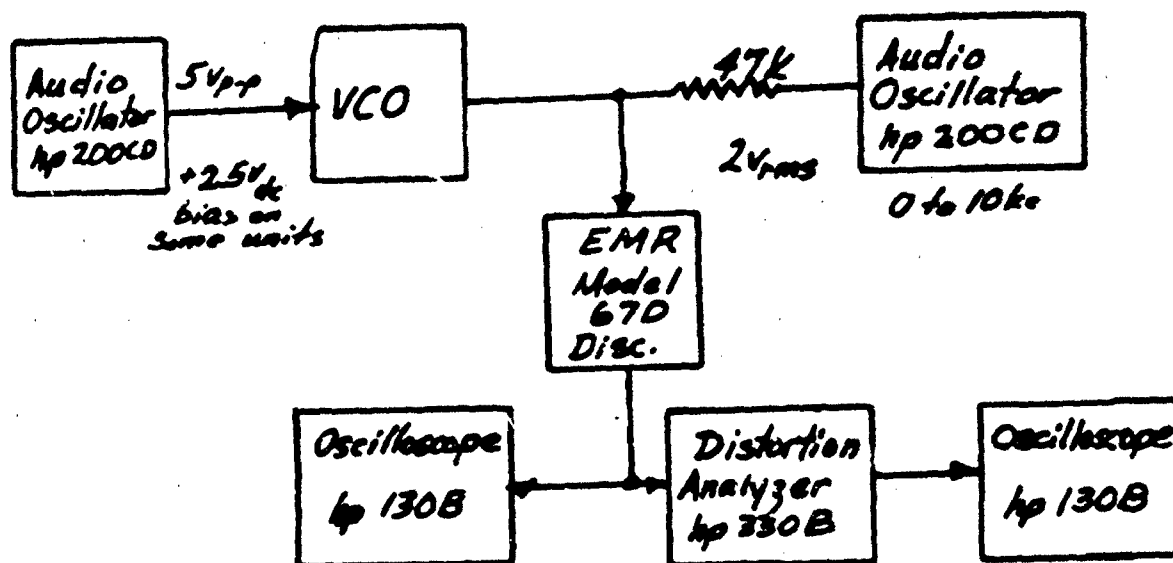 Audio
Oscillator
hp 200CD
5Vp-p
+2.5Vdc
bias on
some units
VCO
47k
2Vrms
Audio
Oscillator
hp 200CD
0 to 10kc
EMR
Model
67D
Disc.
Oscilloscope
hp 130B
Distortion
Analyzer
hp 330B
Oscilloscope
hp 130B